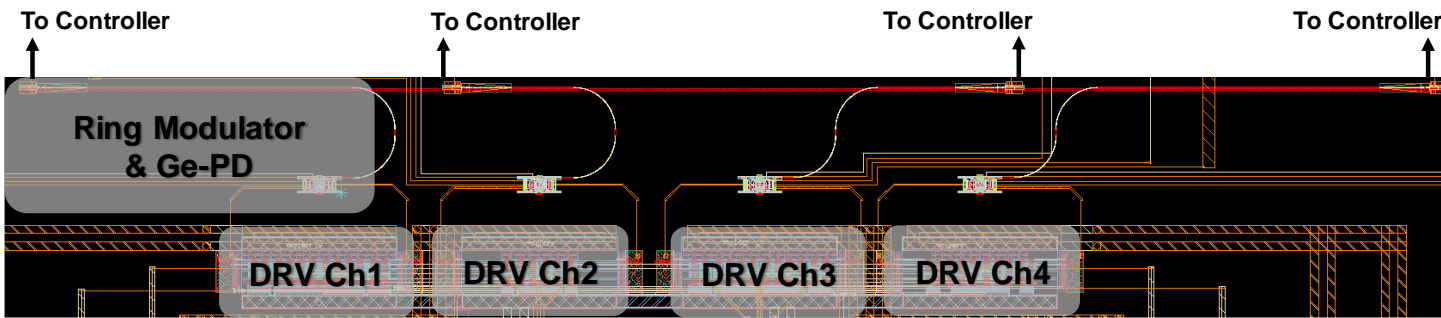 To Controller To Controller To Controller To Controller
Ring Modulator
& Ge-PD
DRV Ch1 DRV Ch2 DRV Ch3 DRV Ch4